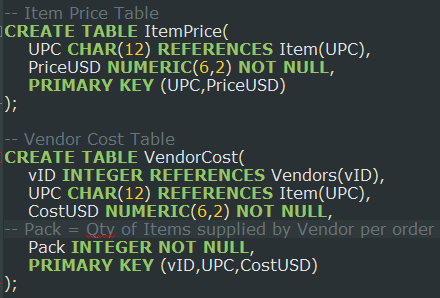 -- Item Price Table
CREATE TABLE ItemPrice(
UPC CHAR(12) REFERENCES Item(UPC),
PriceUSD NUMERIC(6,2) NOT NULL,
PRIMARY KEY (UPC,PriceUSD)
);
-- Vendor Cost Table
CREATE TABLE VendorCost(
vID INTEGER REFERENCES Vendors(vID),
UPC CHAR(12) REFERENCES Item(UPC),
CostUSD NUMERIC(6,2) NOT NULL,
-- Pack = Qty of Items supplied by Vendor per order
Pack INTEGER NOT NULL,
PRIMARY KEY (vID,UPC,CostUSD)
);